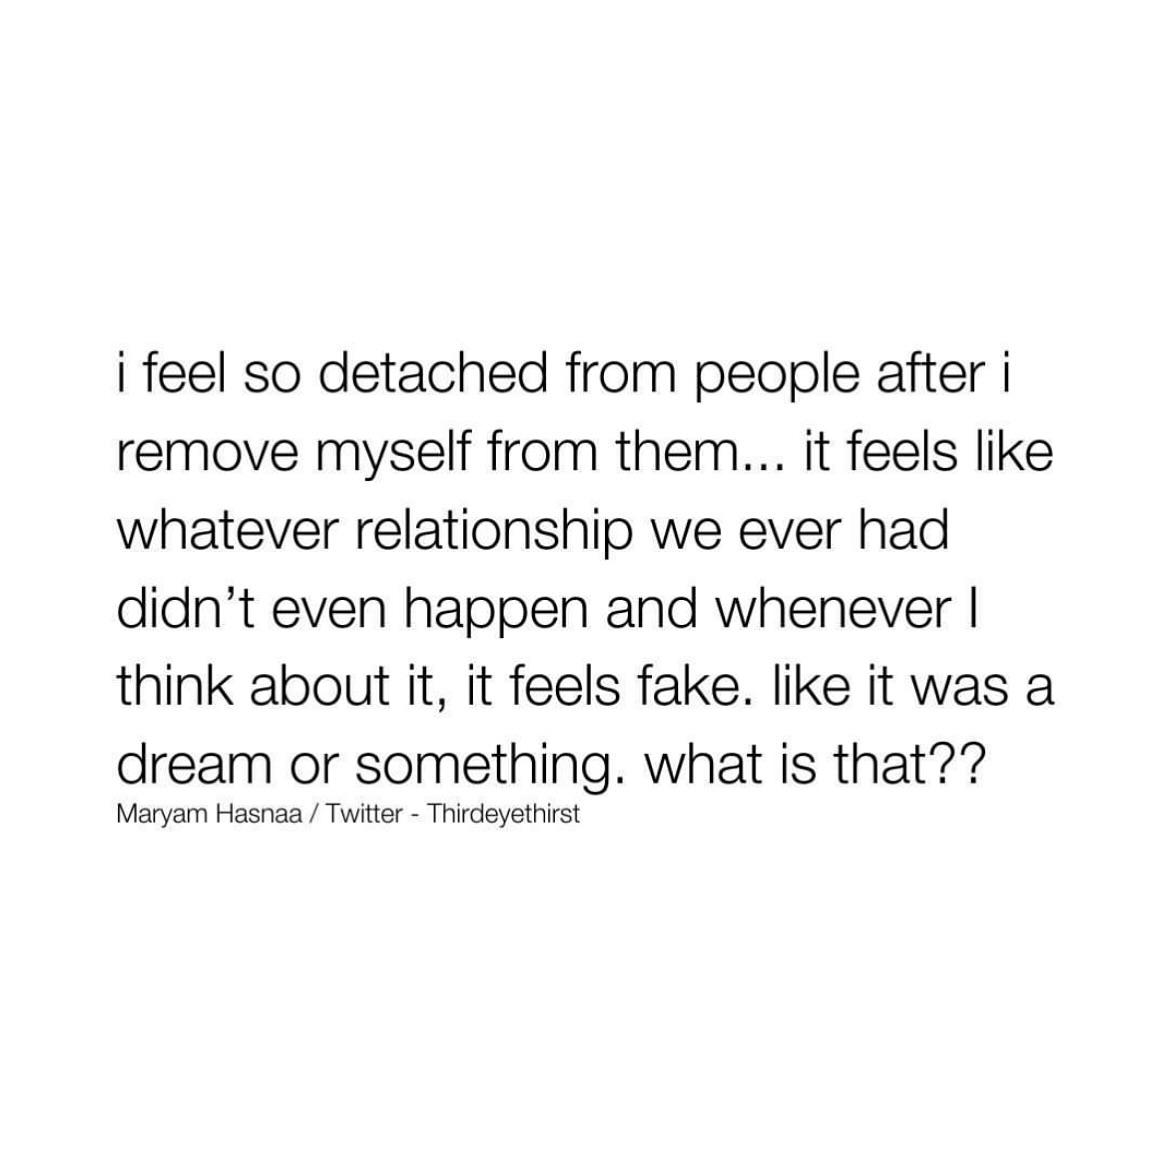 i feel so detached from people after i
remove myself from them... it feels like
whatever relationship we ever had
didn’t even happen and whenever I
think about it, it feels fake. like it was a
dream or something. what is that??
Maryam Hasnaa / Twitter - Thirdeyethirst